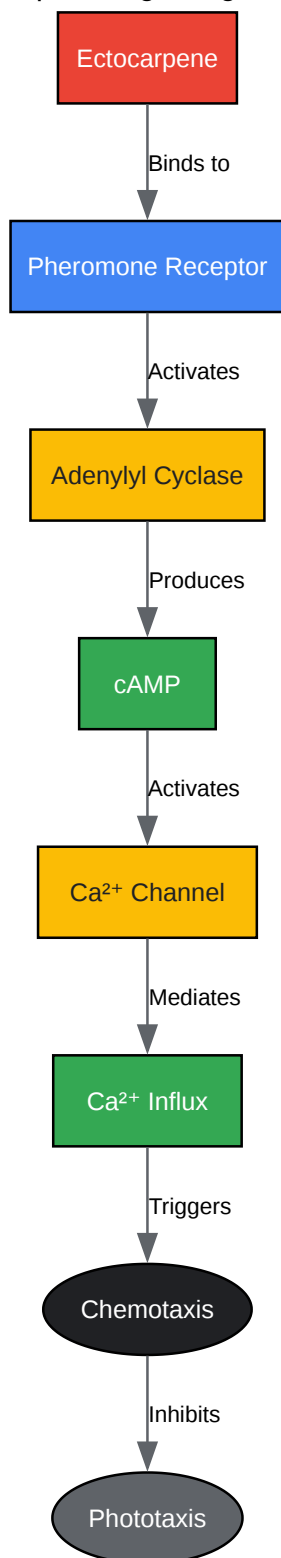 Ectocarpene
Binds to
Pheromone Receptor
Activates
Adenylyl Cyclase
Produces
cAMP
Activates
Ca²⁺ Channel
Mediates
Ca²⁺ Influx
Triggers
Chemotaxis
Inhibits
Phototaxis